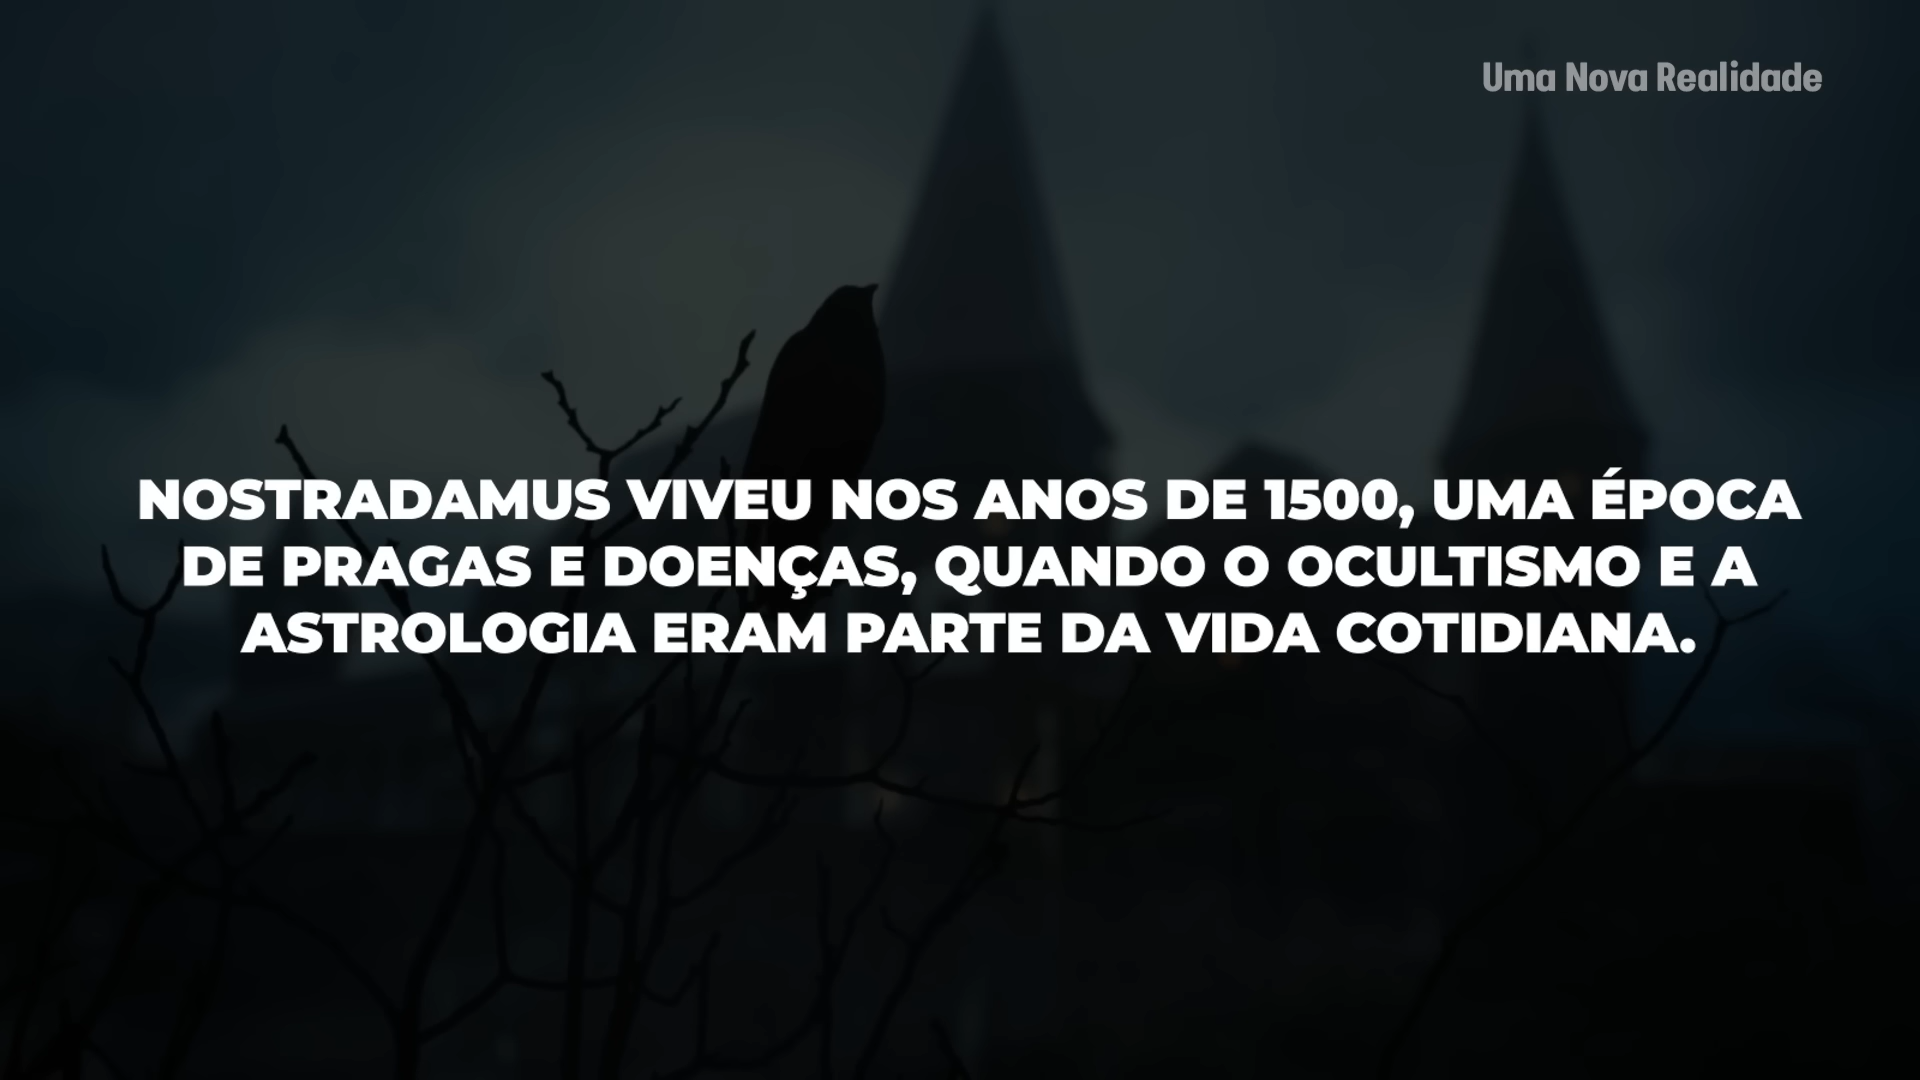 Uma Nova Realidade
NOSTRADAMUS VIVEU NOS ANOS DE 1500, UMA ÉPOCA
DE PRAGAS E DOENÇAS, QUANDO O OCULTISMO E A
ASTROLOGIA ERAM PARTE DA VIDA COTIDIANA.